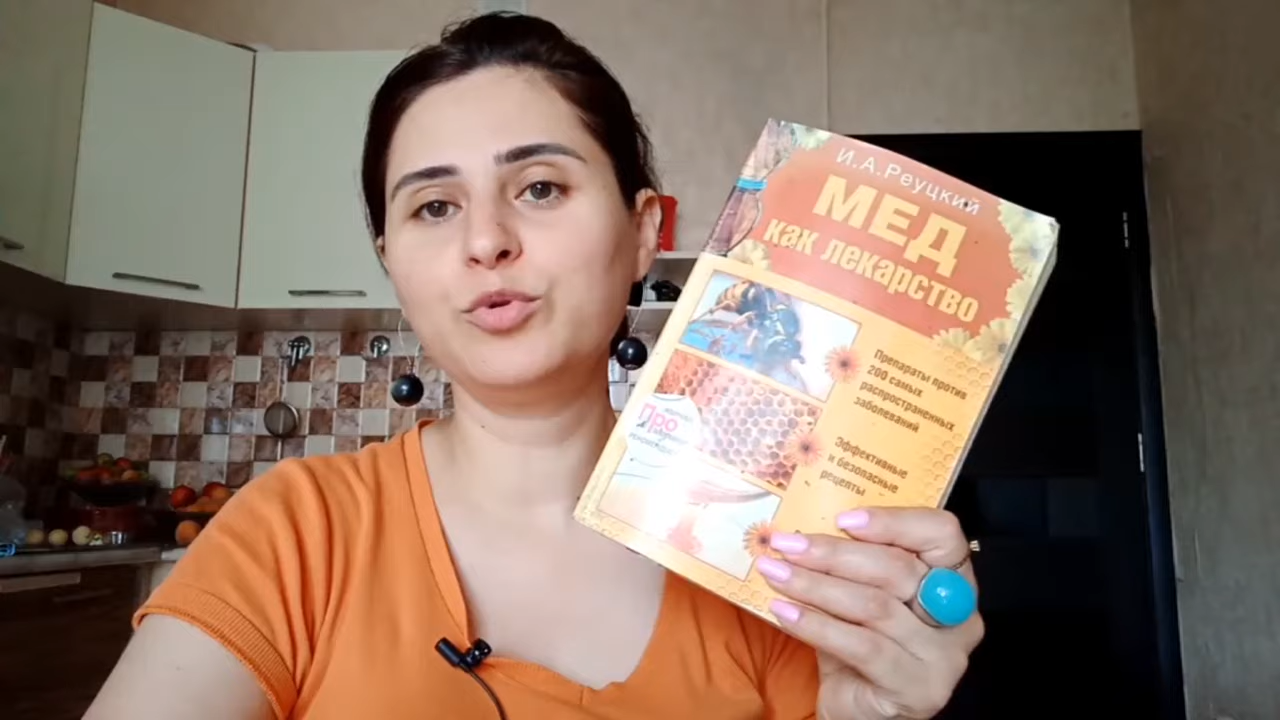 И.А.Реуцкий
МЕД
как лекарство
Препараты против
200 самых
распространенных
заболеваний
Эффективные
и безопасные
рецепты
Про